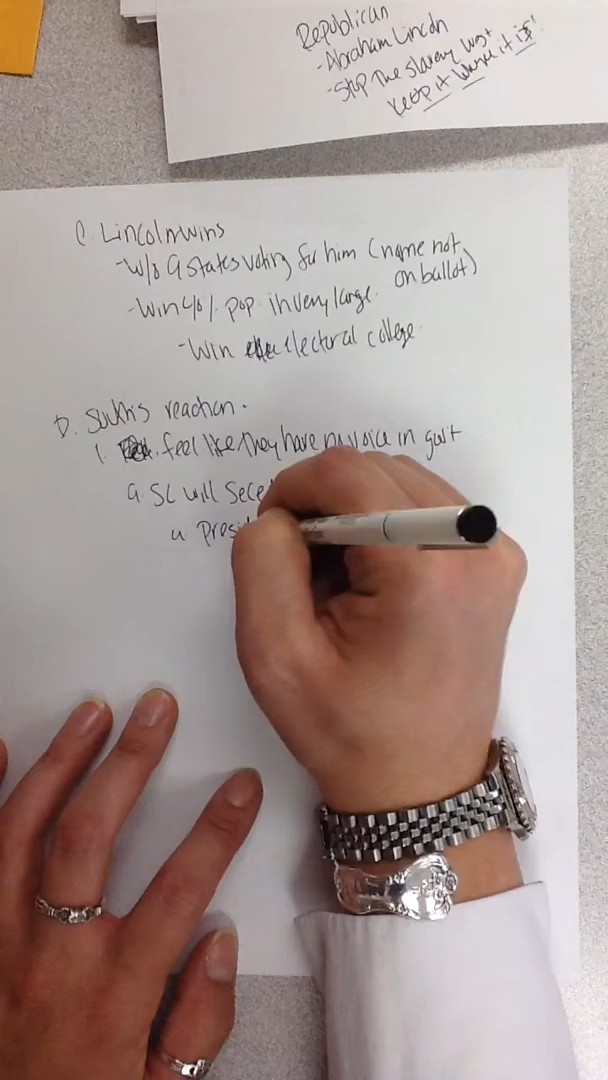 Republican
- Abraham Lincoln
- Stop the slavery west
keep it where it is!
C. Lincoln wins
- w/o 9 states voting for him (name not
on ballot)
- Win 40% pop. in very large
- Win electoral college
D. South's reaction.
1. feel like they have no voice in gov't
a. SC will sece